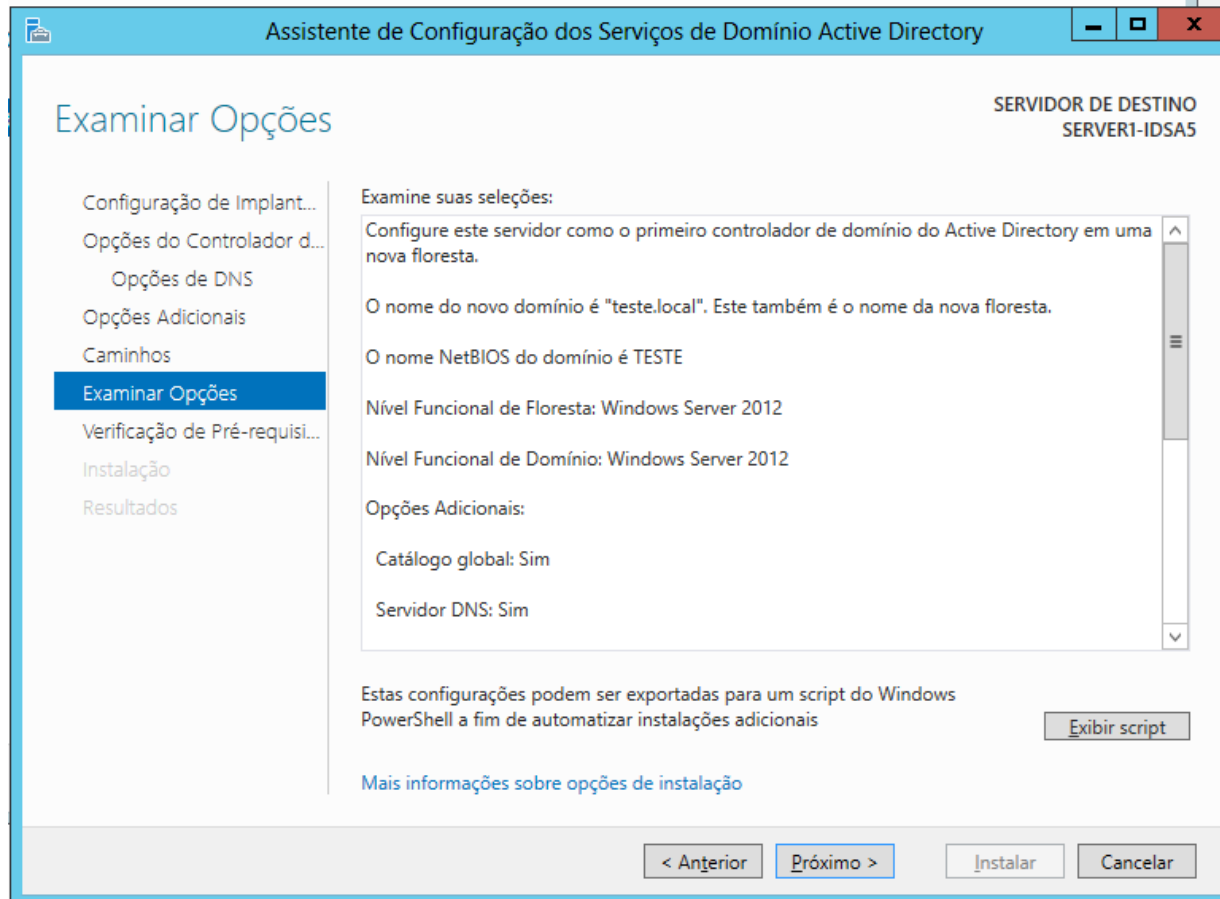 Assistente de Configuração dos Serviços de Domínio Active Directory
Examinar Opções
SERVIDOR DE DESTINO
SERVER1-IDSA5
Configuração de Implant...
Opções do Controlador d...
Opções de DNS
Opções Adicionais
Caminhos
Examinar Opções
Verificação de Pré-requisi...
Instalação
Resultados
Examine suas seleções:
Configure este servidor como o primeiro controlador de domínio do Active Directory em uma
nova floresta.
O nome do novo domínio é "teste.local". Este também é o nome da nova floresta.
O nome NetBIOS do domínio é TESTE
Nível Funcional de Floresta: Windows Server 2012
Nível Funcional de Domínio: Windows Server 2012
Opções Adicionais:
Catálogo global: Sim
Servidor DNS: Sim
Estas configurações podem ser exportadas para um script do Windows
PowerShell a fim de automatizar instalações adicionais
Exibir script
Mais informações sobre opções de instalação
< Anterior
Próximo >
Instalar
Cancelar